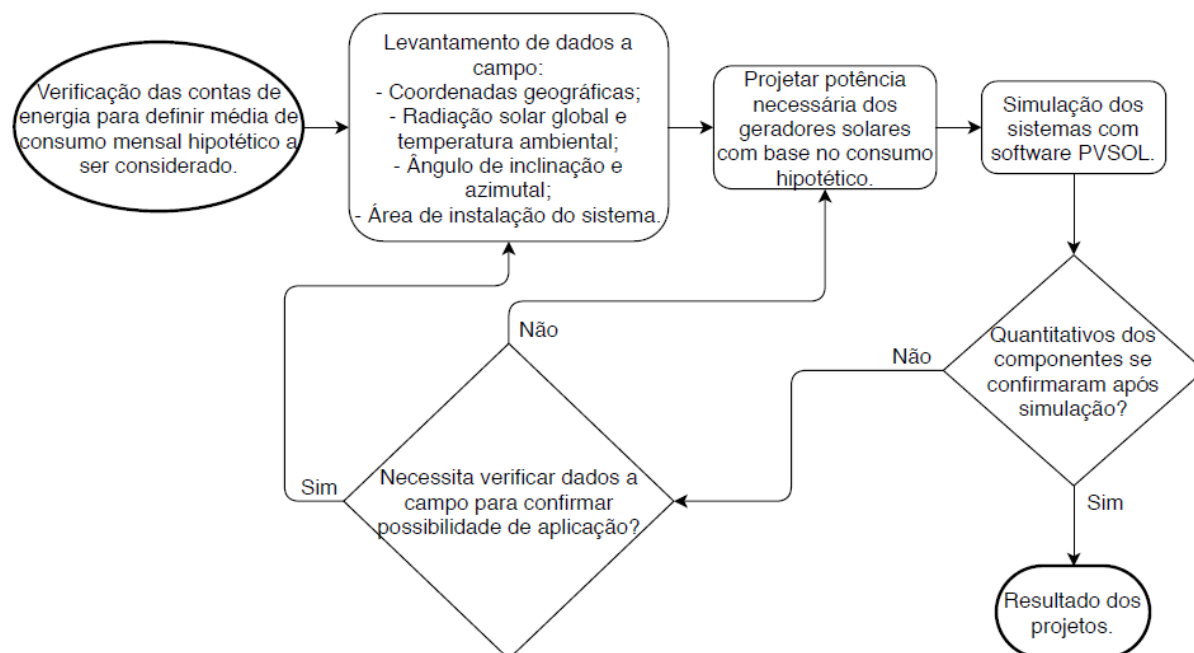 Verificação das contas de
energia para definir média de
consumo mensal hipotético a
ser considerado.
Levantamento de dados a
campo:
- Coordenadas geográficas;
- Radiação solar global e
temperatura ambiental;
- Ângulo de inclinação e
azimutal;
- Área de instalação do sistema.
Projetar potência
necessária dos
geradores solares
com base no consumo
hipotético.
Simulação dos
sistemas com
software PVSOL.
Quantitativos dos
componentes se
confirmaram após
simulação?
Não
Sim
Necessita verificar dados a
campo para confirmar
possibilidade de aplicação?
Não
Sim
Resultado dos
projetos.